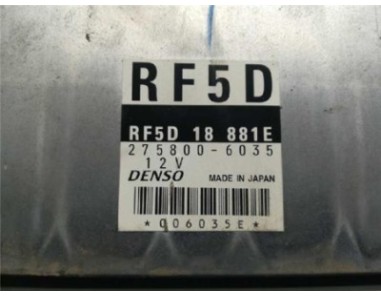 RF5D
RF5D 18 881E
275800-6035
12V
DENSO MADE IN JAPAN
*006035E*